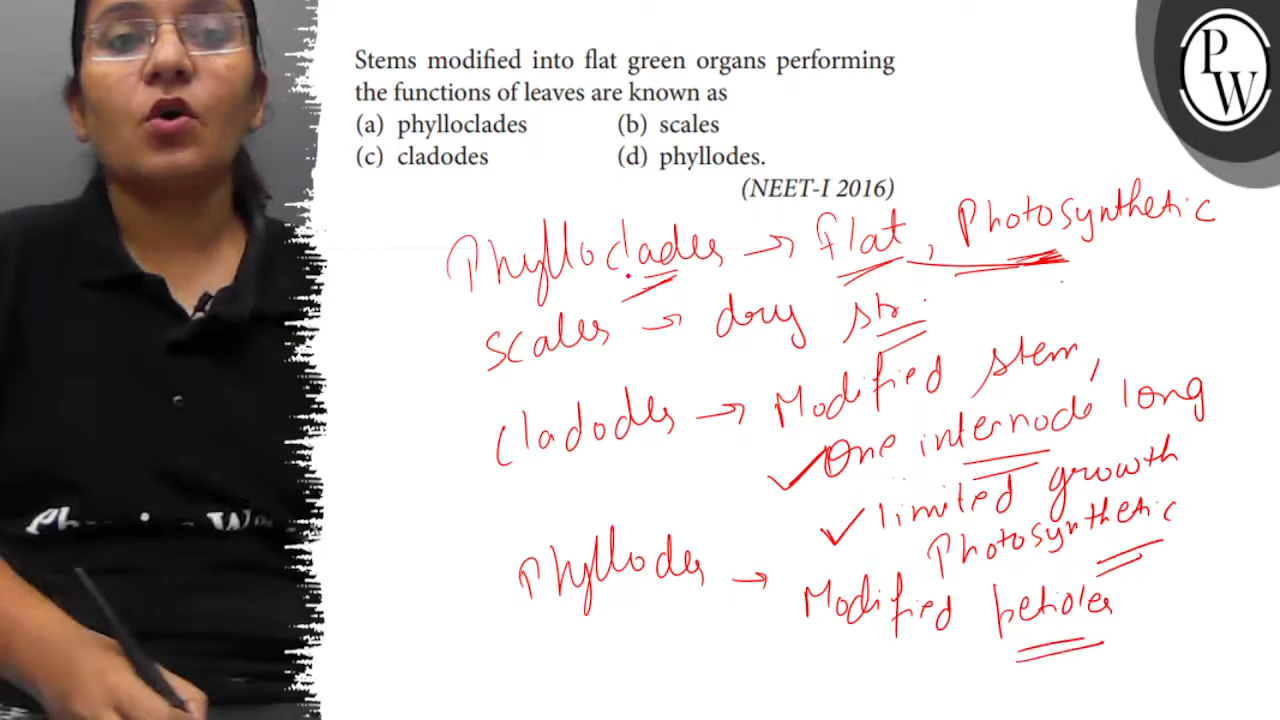 PW
Stems modified into flat green organs performing
the functions of leaves are known as
(a) phylloclades (b) scales
(c) cladodes (d) phyllodes.
(NEET-I 2016)
Phylloclades → flat, Photosynthetic
Scales → dry str.
Cladodes → Modified stem,
✓ One internode long
✓ limited growth
Photosynthetic
Phyllodes → Modified petioles